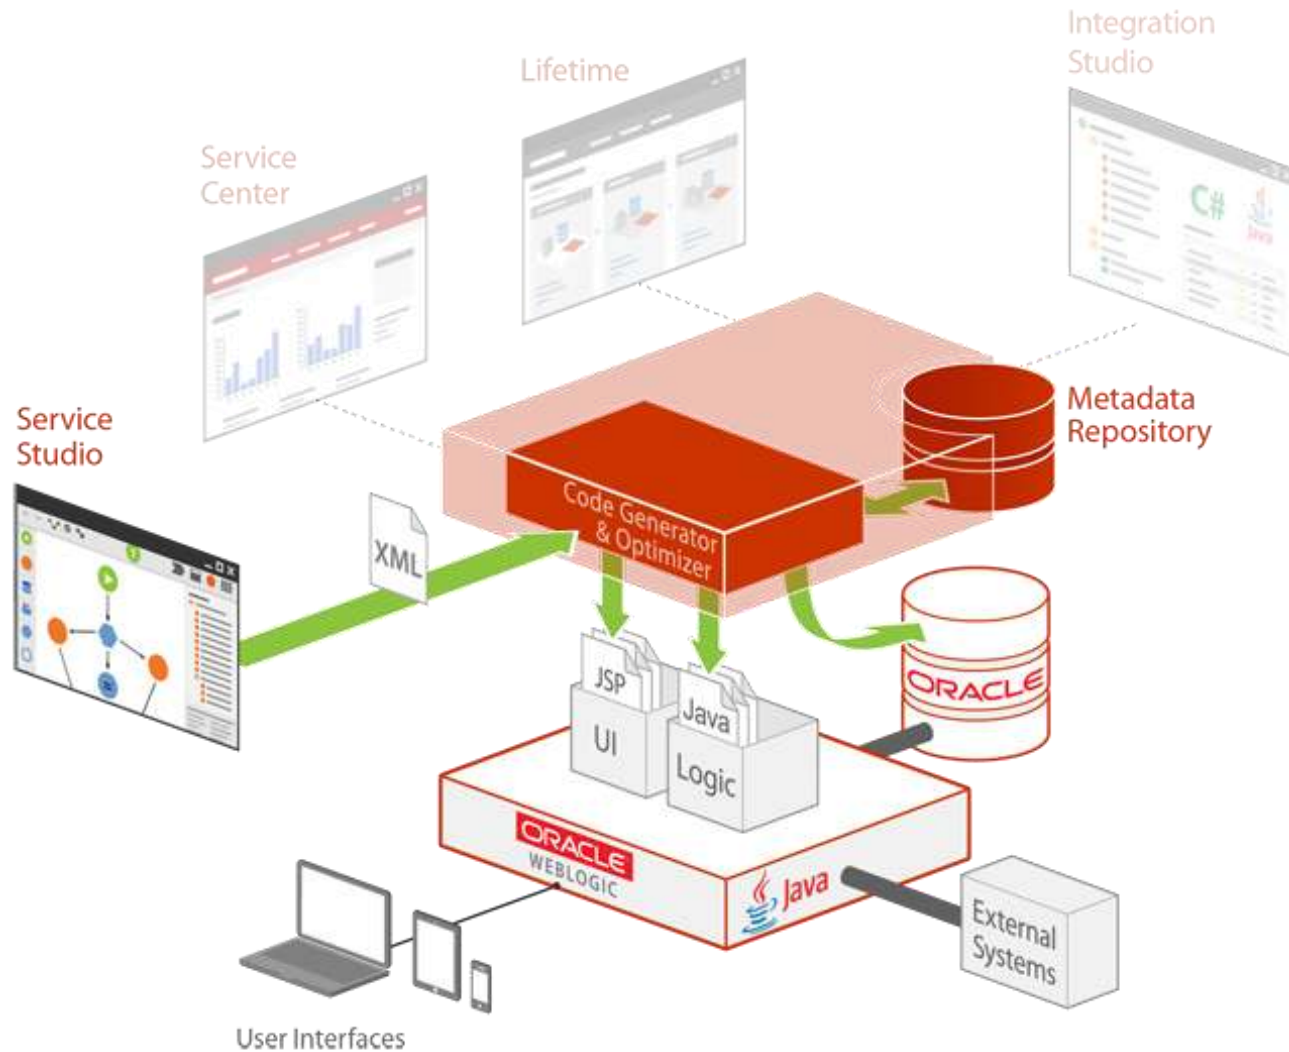 Integration
Studio
Lifetime
Service
Center
C#
Java
Service
Studio
Metadata
Repository
XML
Code Generator
& Optimizer
JSP
UI
Java
Logic
ORACLE
ORACLE
WEBLOGIC
Java
External
Systems
User Interfaces